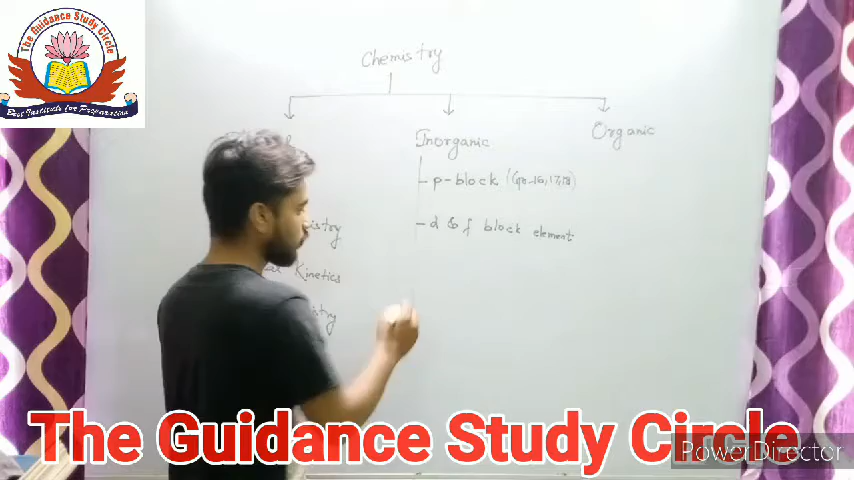 The Guidance Study Circle
Best Institute for Preparation
Chemistry
Inorganic
Organic
- p-block (Gp-16,17,18)
- d & f block element
istry
Kinetics
istry
The Guidance Study Circle
PowerDirector